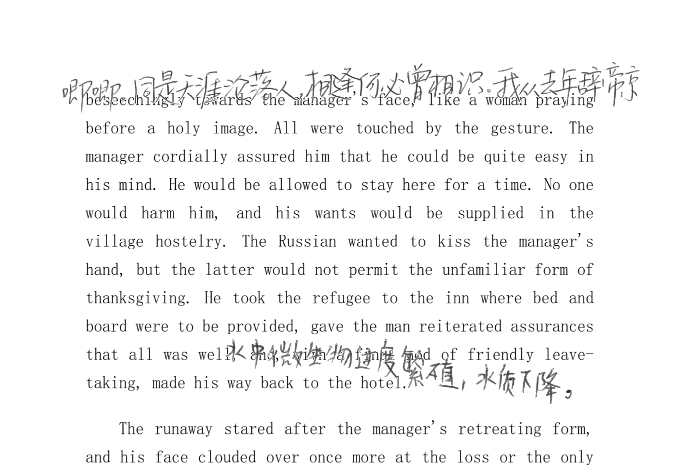 唧唧.同是天涯沦落人,相逢何必曾相识.我从去年辞帝京
beseechingly towards the manager's face, like a woman praying
before a holy image. All were touched by the gesture. The
manager cordially assured him that he could be quite easy in
his mind. He would be allowed to stay here for a time. No one
would harm him, and his wants would be supplied in the
village hostelry. The Russian wanted to kiss the manager's
hand, but the latter would not permit the unfamiliar form of
thanksgiving. He took the refugee to the inn where bed and
board were to be provided, gave the man reiterated assurances
that all was well, and, with a final nod of friendly leave-
水中微生物过度繁殖,水质下降。
taking, made his way back to the hotel.
The runaway stared after the manager's retreating form,
and his face clouded over once more at the loss or the only